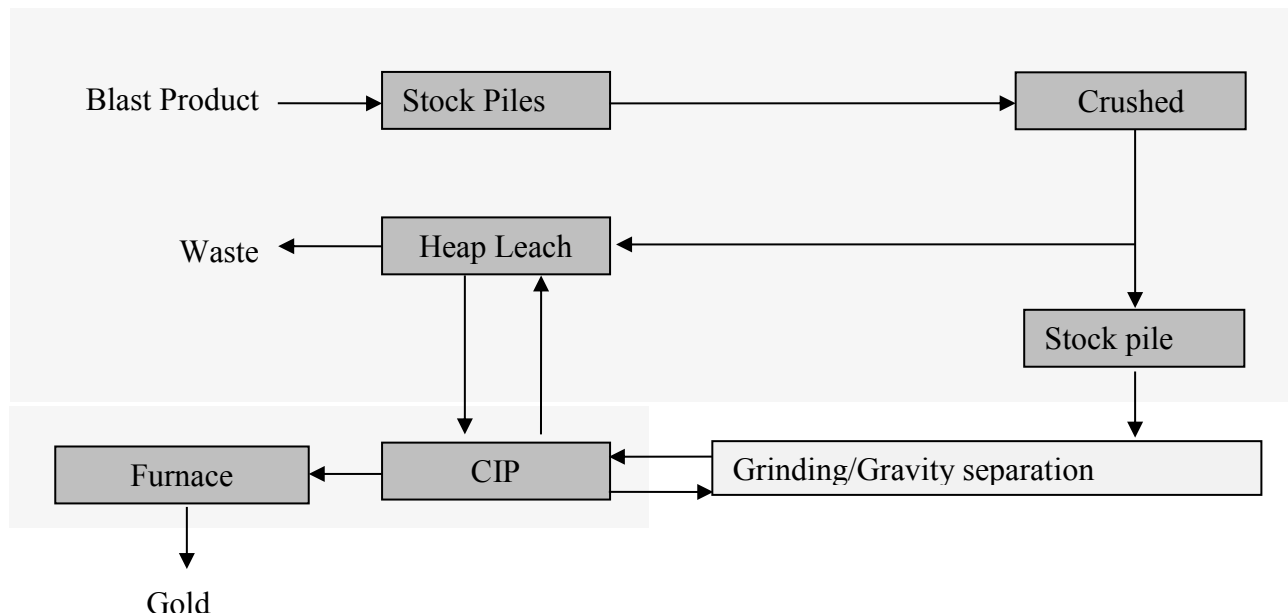 Blast Product
Stock Piles
Crushed
Waste
Heap Leach
Stock pile
Furnace
CIP
Grinding/Gravity separation
Gold